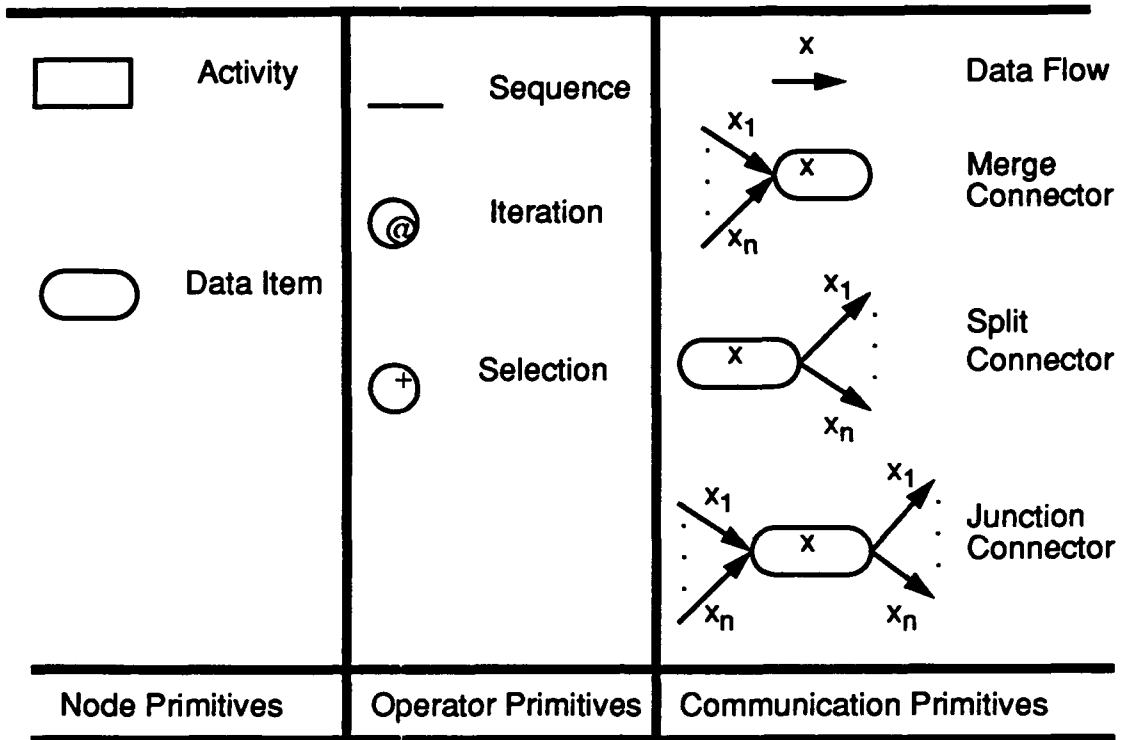 Activity
Data Item
Sequence
@
Iteration
+
Selection
x
Data Flow
x1
x
xn
Merge
Connector
x1
x
xn
Split
Connector
x1
x1
x
xn
xn
Junction
Connector
Node Primitives
Operator Primitives
Communication Primitives